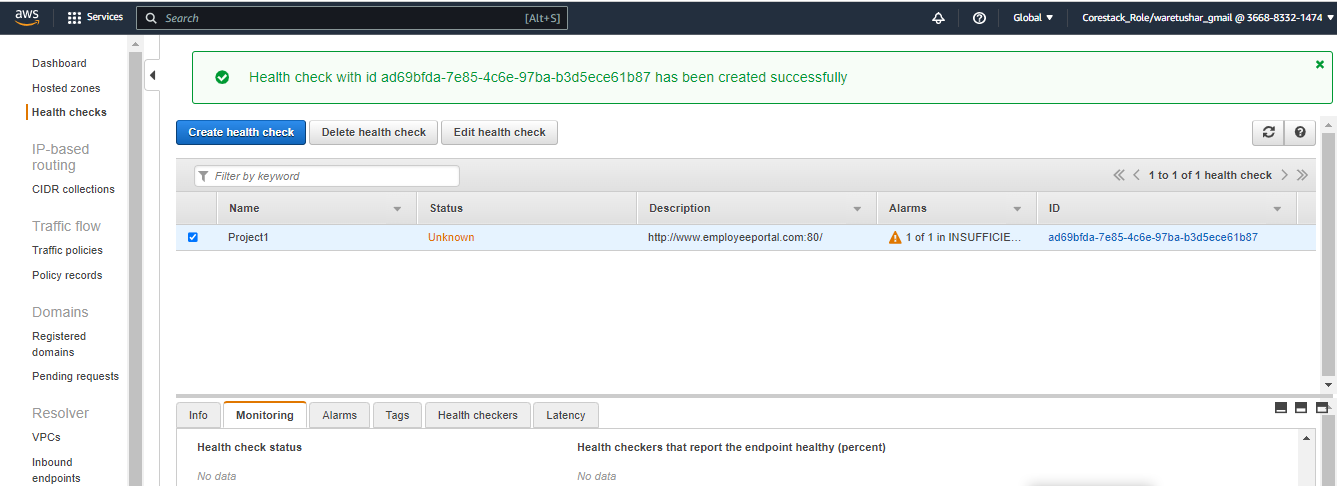 aws Services Search [Alt+S] Global Corestack_Role/waretushar_gmail @ 3668-8332-1474
Dashboard
Hosted zones
Health checks
IP-based
routing
CIDR collections
Traffic flow
Traffic policies
Policy records
Domains
Registered
domains
Pending requests
Resolver
VPCs
Inbound
endpoints
Health check with id ad69bfda-7e85-4c6e-97ba-b3d5ece61b87 has been created successfully
Create health check Delete health check Edit health check
Filter by keyword 1 to 1 of 1 health check
Name Status Description Alarms ID
Project1 Unknown http://www.employeeportal.com:80/ 1 of 1 in INSUFFICIE... ad69bfda-7e85-4c6e-97ba-b3d5ece61b87
Info Monitoring Alarms Tags Health checkers Latency
Health check status Health checkers that report the endpoint healthy (percent)
No data No data